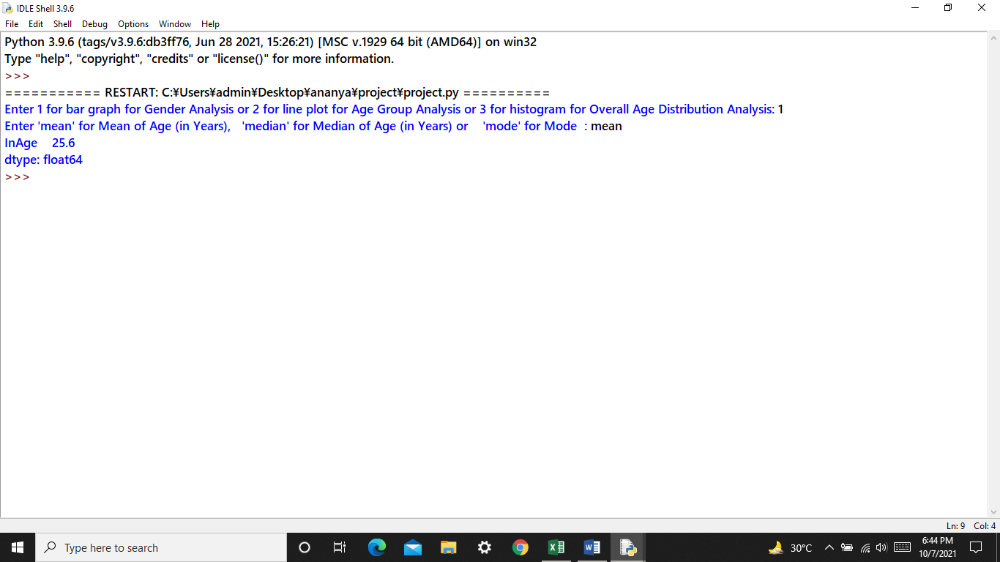 IDLE Shell 3.9.6
File Edit Shell Debug Options Window Help
Python 3.9.6 (tags/v3.9.6:db3ff76, Jun 28 2021, 15:26:21) [MSC v.1929 64 bit (AMD64)] on win32
Type "help", "copyright", "credits" or "license()" for more information.
>>>
=========== RESTART: C:¥Users¥admin¥Desktop¥ananya¥project¥project.py ==========
Enter 1 for bar graph for Gender Analysis or 2 for line plot for Age Group Analysis or 3 for histogram for Overall Age Distribution Analysis: 1
Enter 'mean' for Mean of Age (in Years),   'median' for Median of Age (in Years) or    'mode' for Mode  : mean
InAge    25.6
dtype: float64
>>>
Ln: 9 Col: 4
Type here to search
30°C
6:44 PM
10/7/2021